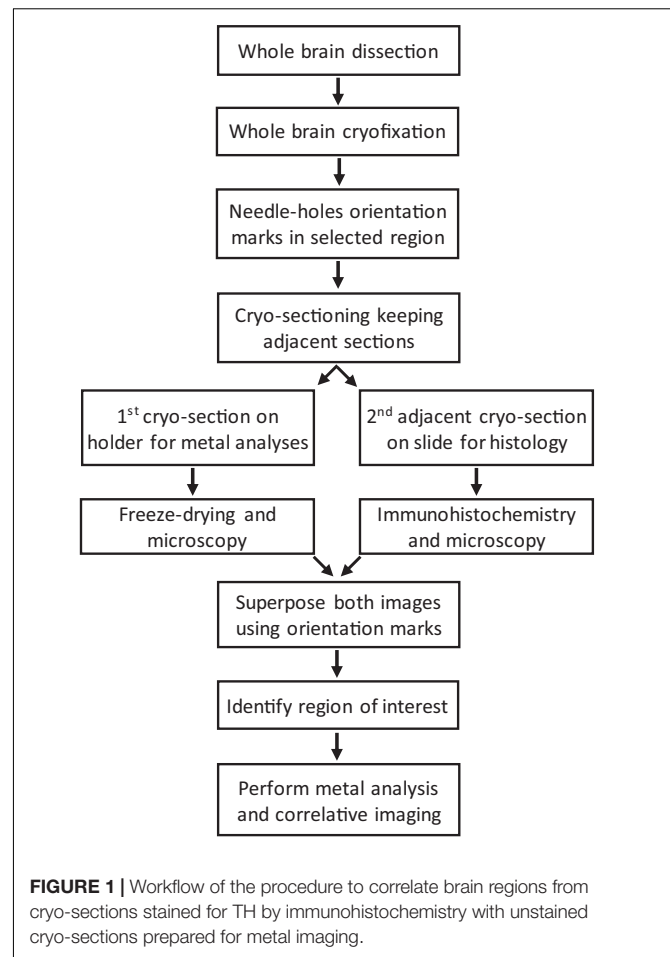 Whole brain dissection
Whole brain cryofixation
Needle-holes orientation
marks in selected region
Cryo-sectioning keeping
adjacent sections
1st cryo-section on
holder for metal analyses
2nd adjacent cryo-section
on slide for histology
Freeze-drying and
microscopy
Immunohistochemistry
and microscopy
Superpose both images
using orientation marks
Identify region of interest
Perform metal analysis
and correlative imaging
FIGURE 1 | Workflow of the procedure to correlate brain regions from
cryo-sections stained for TH by immunohistochemistry with unstained
cryo-sections prepared for metal imaging.